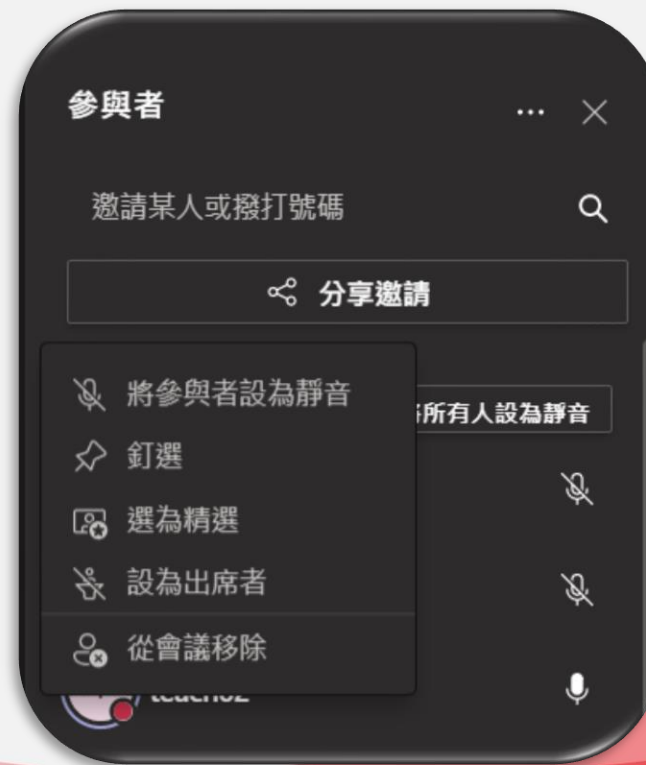 參與者
邀請某人或撥打號碼
分享邀請
將參與者設為靜音
所有人設為靜音
釘選
選為精選
設為出席者
從會議移除